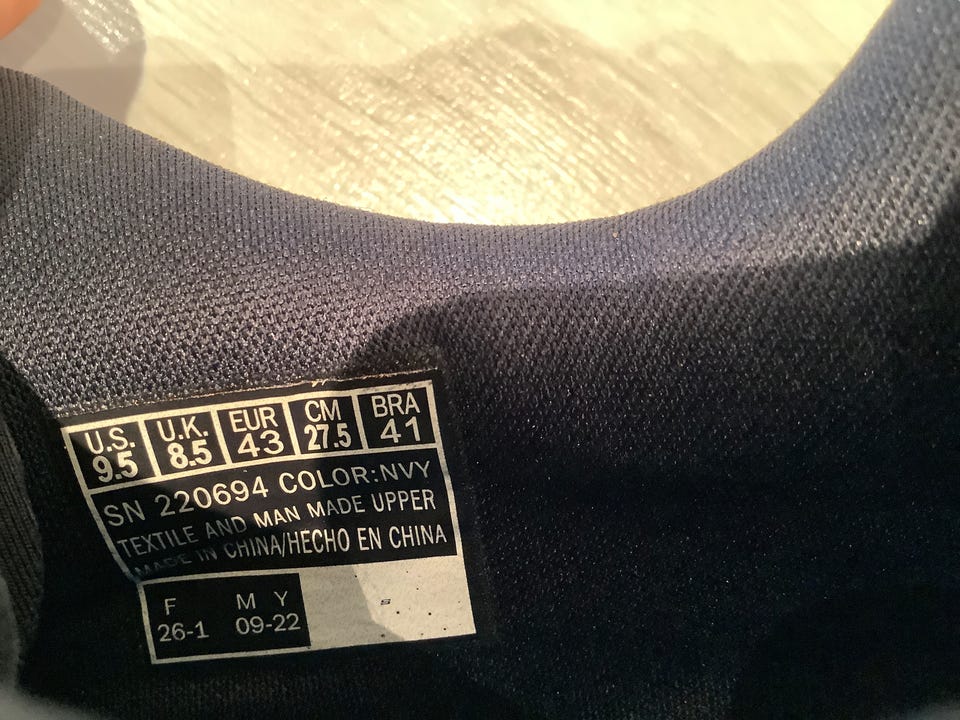 U.S. U.K. EUR CM BRA
9.5 8.5 43 27.5 41
SN 220694 COLOR:NVY
TEXTILE AND MAN MADE UPPER
MADE IN CHINA/HECHO EN CHINA
F M Y
26-1 09-22